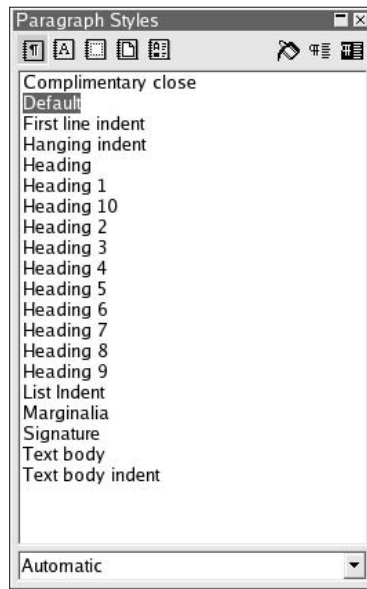 Paragraph Styles
Complimentary close
Default
First line indent
Hanging indent
Heading
Heading 1
Heading 10
Heading 2
Heading 3
Heading 4
Heading 5
Heading 6
Heading 7
Heading 8
Heading 9
List Indent
Marginalia
Signature
Text body
Text body indent
Automatic